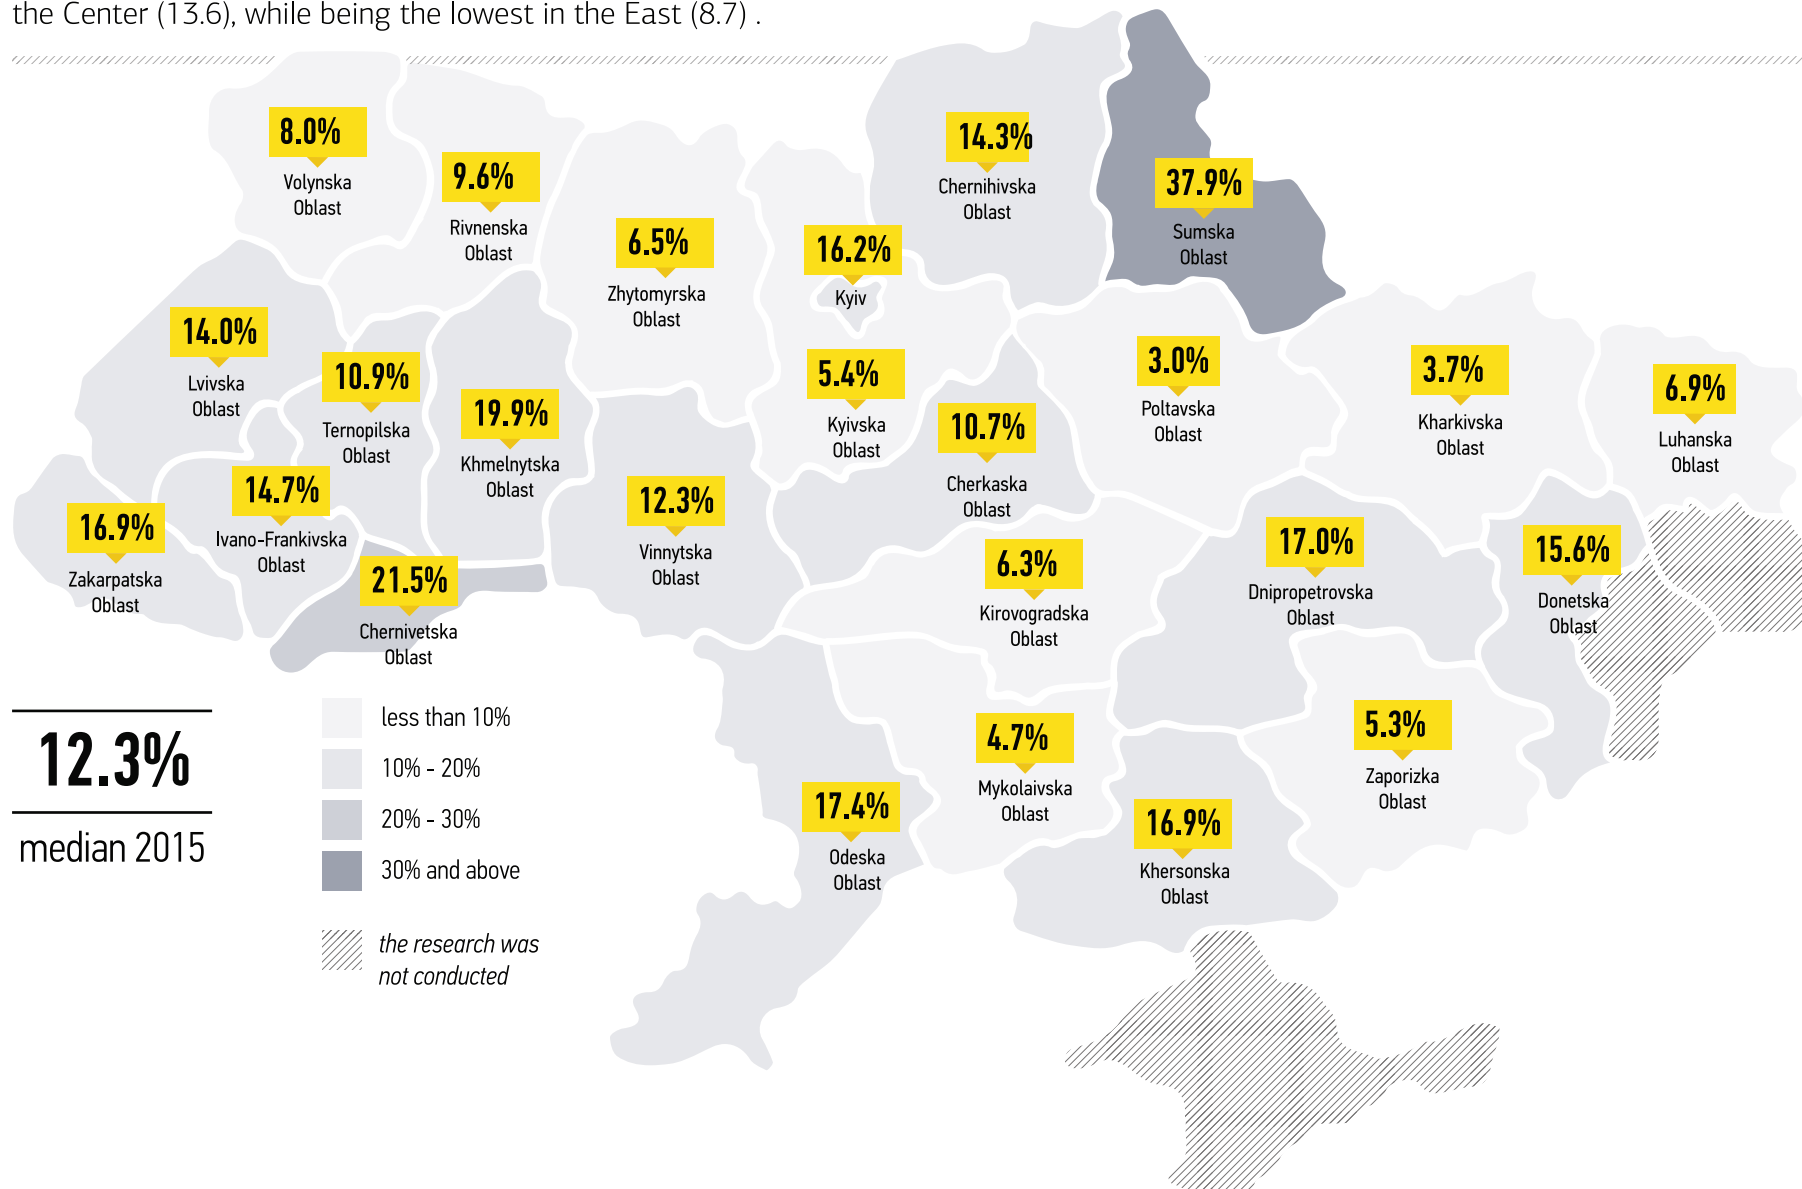 the Center (13.6), while being the lowest in the East (8.7) .
8.0%
Volynska
Oblast
9.6%
Rivnenska
Oblast
6.5%
Zhytomyrska
Oblast
16.2%
Kyiv
14.3%
Chernihivska
Oblast
37.9%
Sumska
Oblast
14.0%
Lvivska
Oblast
10.9%
Ternopilska
Oblast
19.9%
Khmelnytska
Oblast
5.4%
Kyivska
Oblast
10.7%
Cherkaska
Oblast
3.0%
Poltavska
Oblast
3.7%
Kharkivska
Oblast
6.9%
Luhanska
Oblast
16.9%
Zakarpatska
Oblast
14.7%
Ivano-Frankivska
Oblast
21.5%
Chernivetska
Oblast
12.3%
Vinnytska
Oblast
6.3%
Kirovogradska
Oblast
17.0%
Dnipropetrovska
Oblast
15.6%
Donetska
Oblast
17.4%
Odeska
Oblast
4.7%
Mykolaivska
Oblast
16.9%
Khersonska
Oblast
5.3%
Zaporizka
Oblast
12.3%
median 2015
less than 10%
10% - 20%
20% - 30%
30% and above
the research was
not conducted